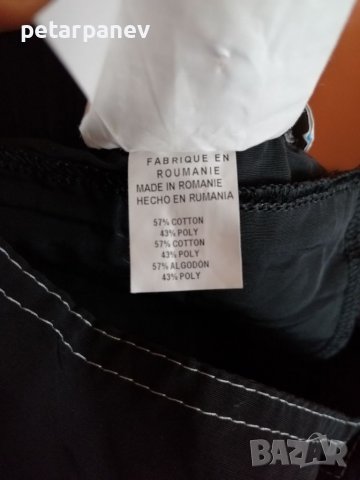 petarpanev
FABRIQUE EN
ROUMANIE
MADE IN ROMANIE
HECHO EN RUMANIA
57% COTTON
43% POLY
57% COTTON
43% POLY
57% ALGODON
43% POLY
BAZAR